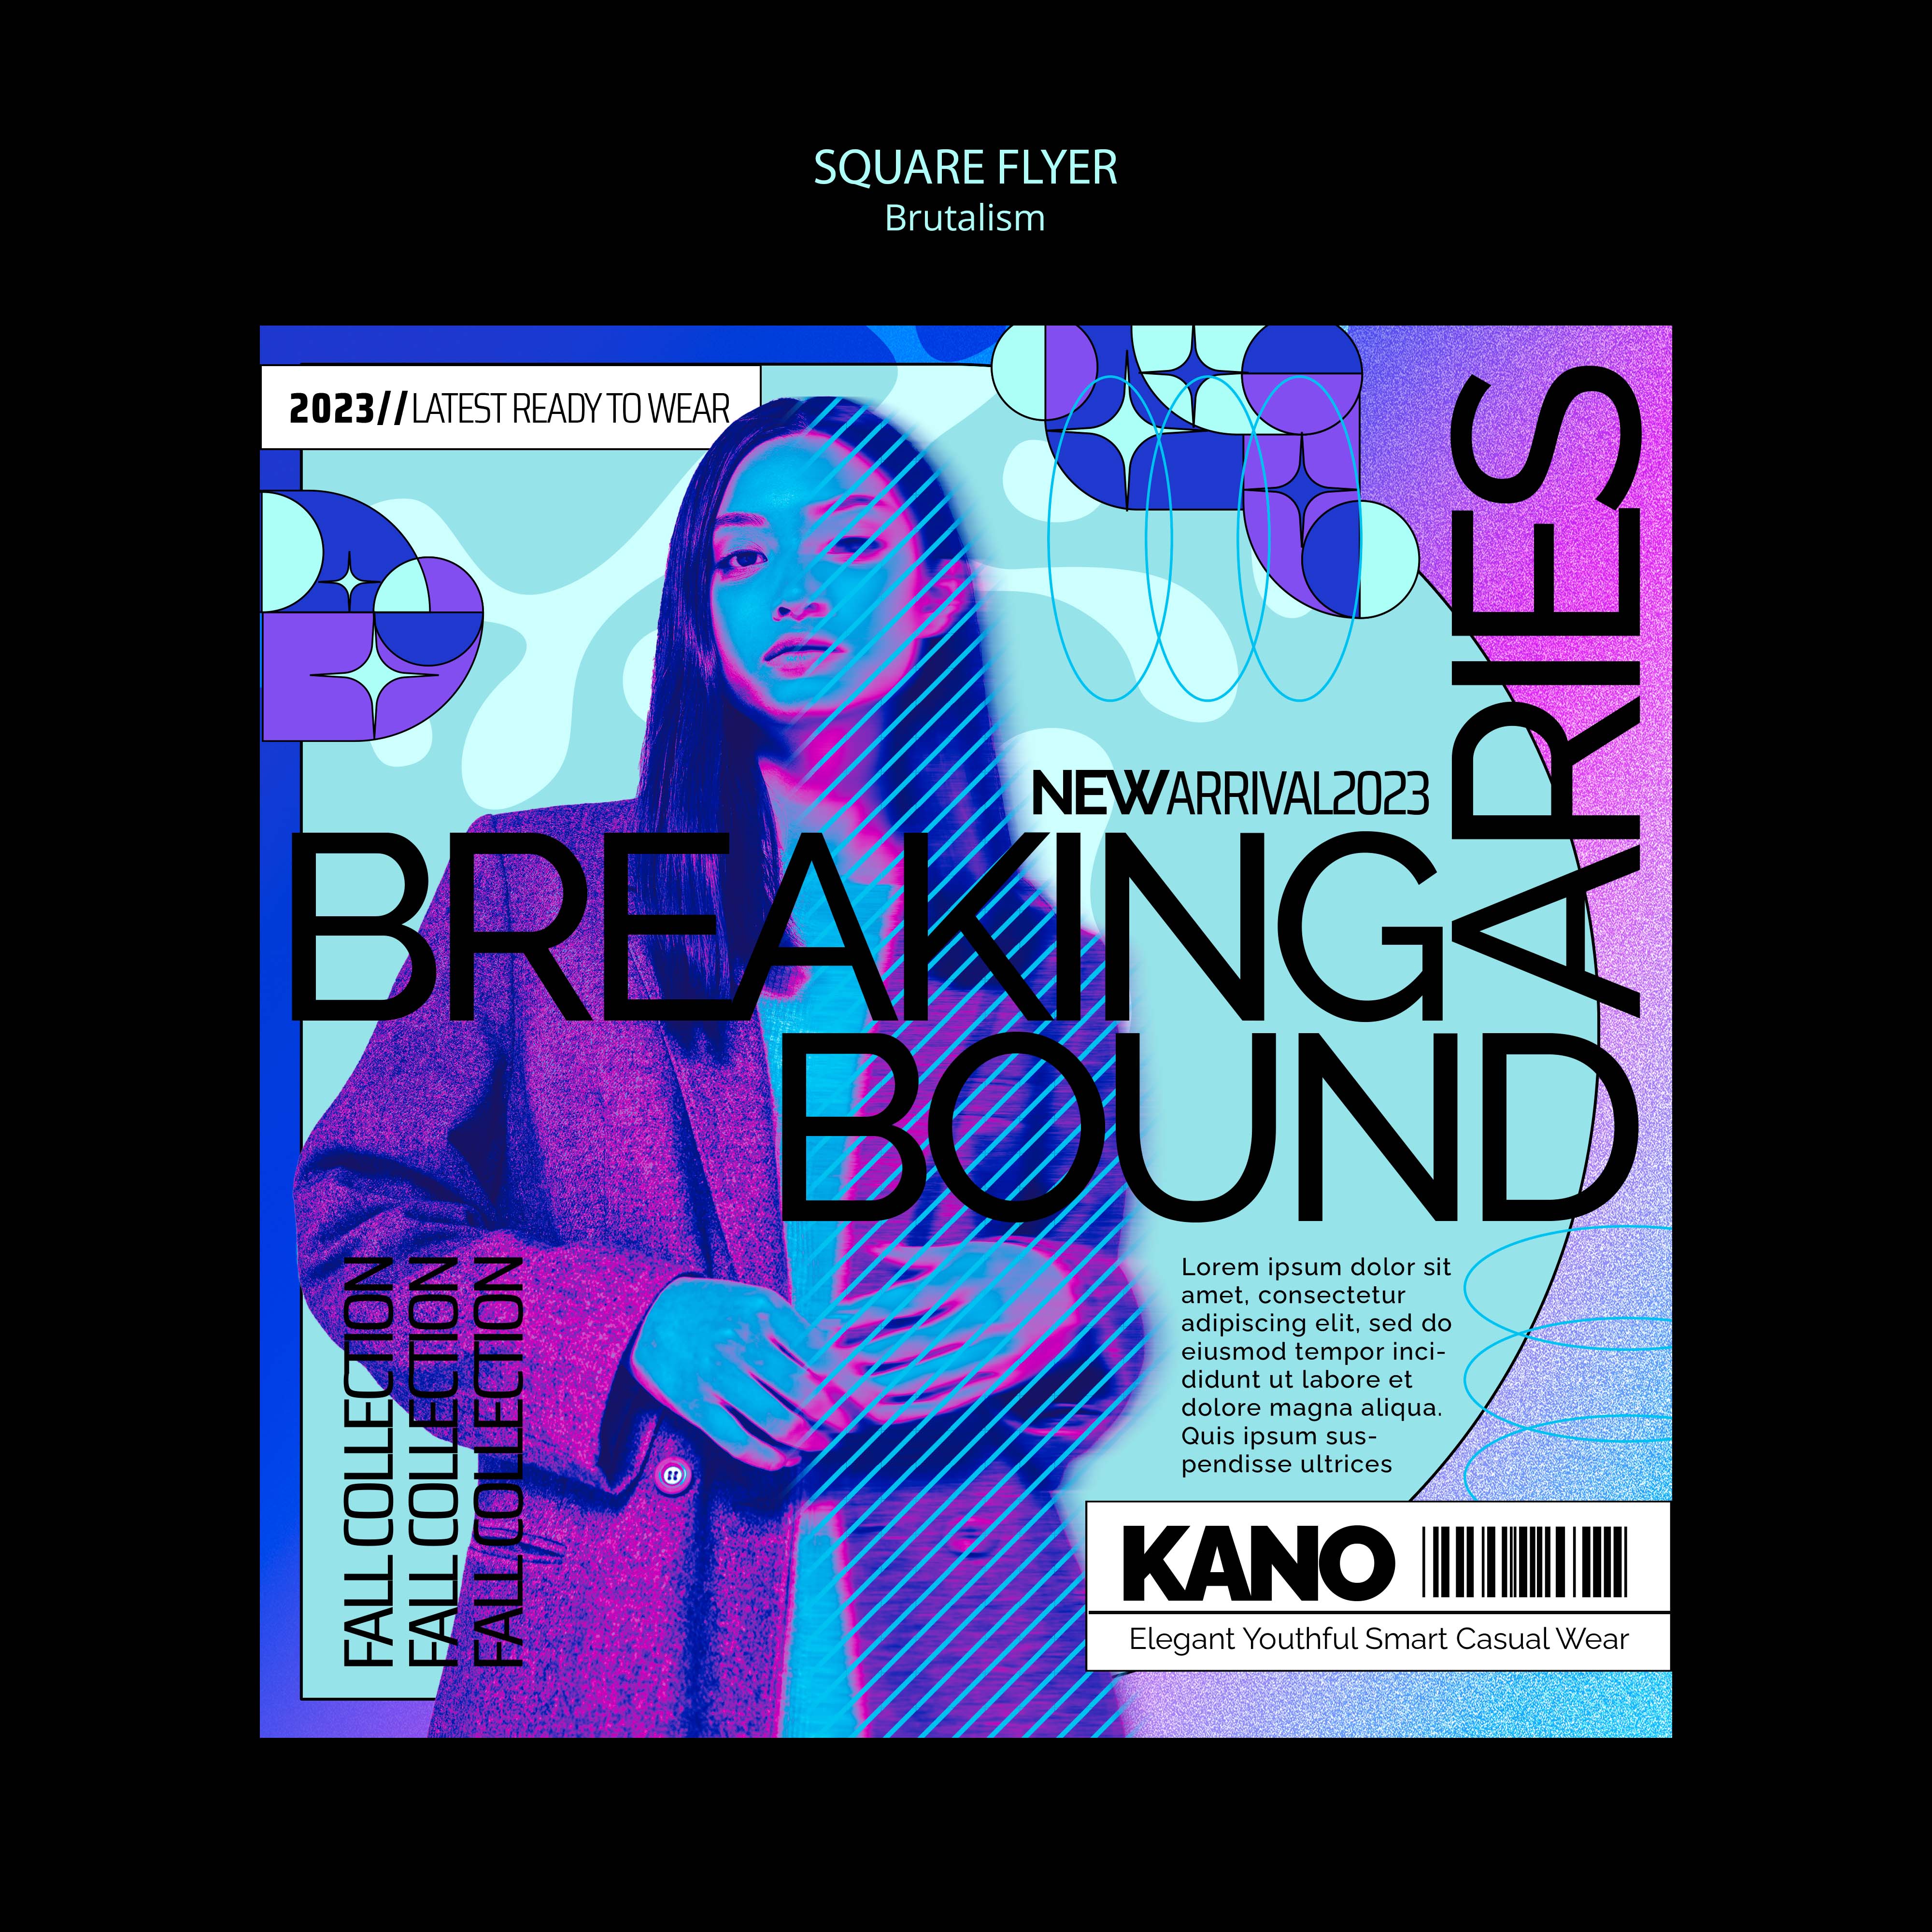 SQUARE FLYER
Brutalism
2023//LATEST READY TO WEAR
NEWARRIVAL2023
BREAKING
BOUND
ARIES
Lorem ipsum dolor sit
amet, consectetur
adipiscing elit, sed do
eiusmod tempor inci-
didunt ut labore et
dolore magna aliqua.
Quis ipsum sus-
pendisse ultrices
FALL COLLECTION
FALL COLLECTION
FALL COLLECTION
KANO
Elegant Youthful Smart Casual Wear